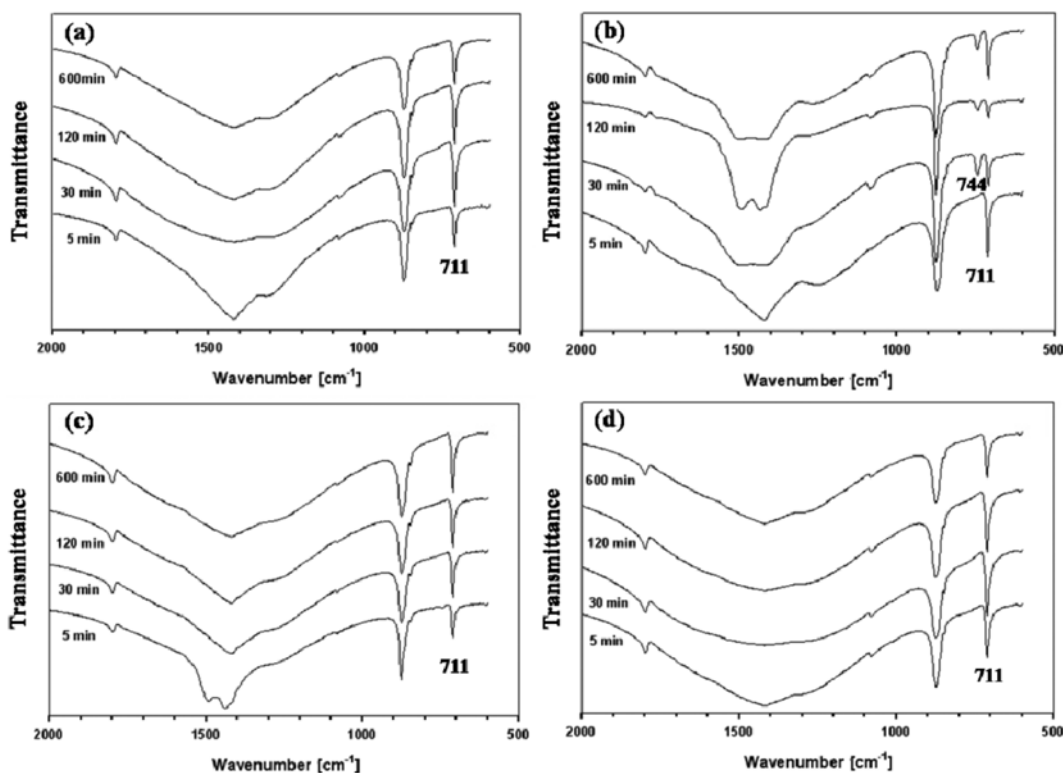 (a)
Transmittance
600min
120 min
30 min
5 min
711
2000 1500 1000 500
Wavenumber [cm⁻¹]
(b)
Transmittance
600 min
120 min
30 min
744
5 min
711
2000 1500 1000 500
Wavenumber [cm⁻¹]
(c)
Transmittance
600 min
120 min
30 min
5 min
711
2000 1500 1000 500
Wavenumber [cm⁻¹]
(d)
Transmittance
600 min
120 min
30 min
5 min
711
2000 1500 1000 500
Wavenumber [cm⁻¹]